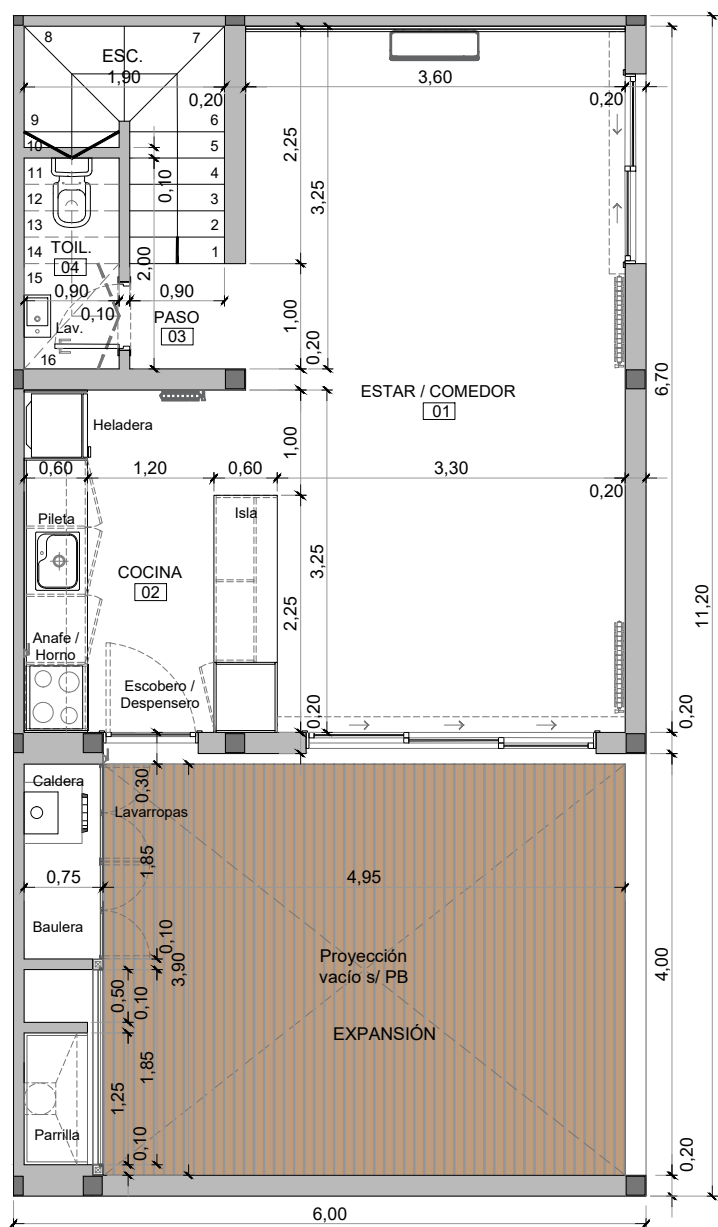 8
7
ESC.
1,90
3,60
0,20
0,20
9
6
10
5
2,25
11
4
0,10
3,25
12
3
13
2
TOIL.
14
1
04
2,00
15
0,90
0,90
0,10
PASO
1,00
Lav.
03
0,20
16
ESTAR / COMEDOR
6,70
01
Heladera
1,00
0,60
1,20
0,60
3,30
0,20
Pileta
Isla
3,25
COCINA
02
2,25
11,20
Anafe /
Horno
Escobero /
Despensero
0,20
0,20
Caldera
0,30
Lavarropas
1,85
0,75
4,95
Baulera
0,10
Proyección
vacío s/ PB
3,90
4,00
0,50
0,10
EXPANSIÓN
1,25
1,85
Parrilla
0,10
0,20
6,00